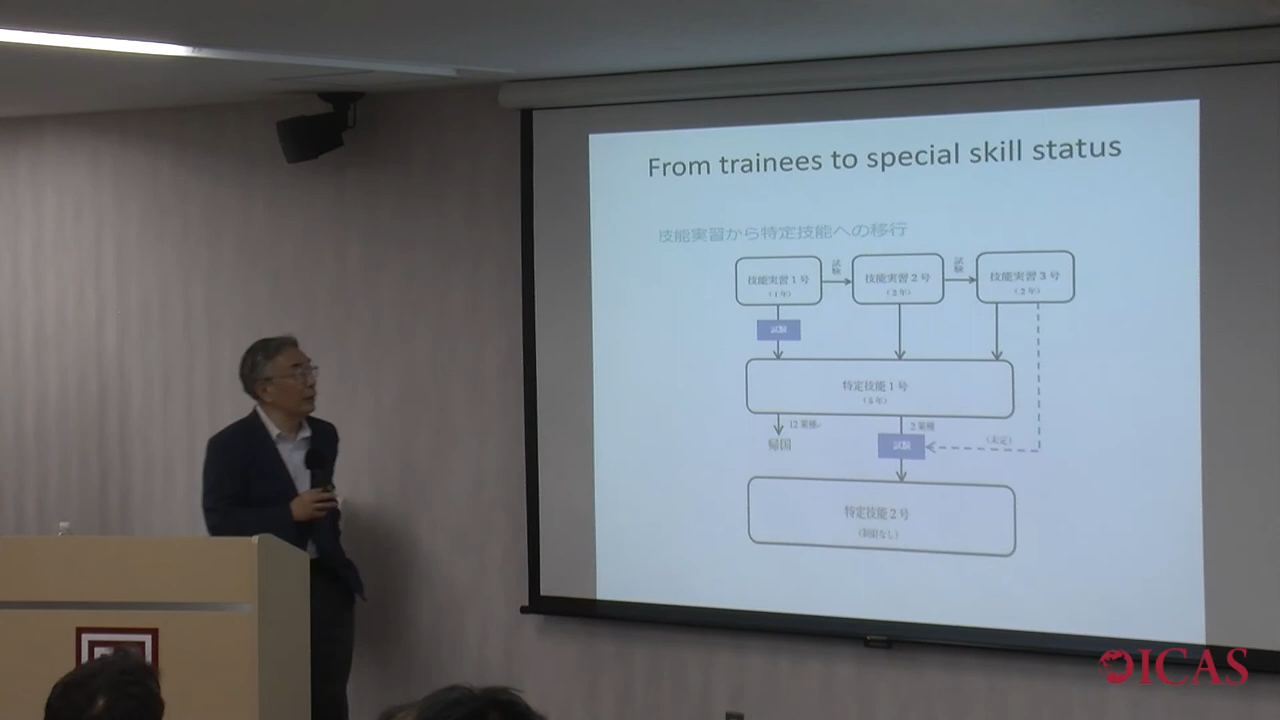 From trainees to special skill status
技能実習から特定技能への移行
技能実習１号
（１年）
試験
技能実習２号
（２年）
試験
技能実習３号
（２年）
試験
特定技能１号
（５年）
12業種
帰国
２業種
試験
（未定）
特定技能２号
（制限なし）
ICAS